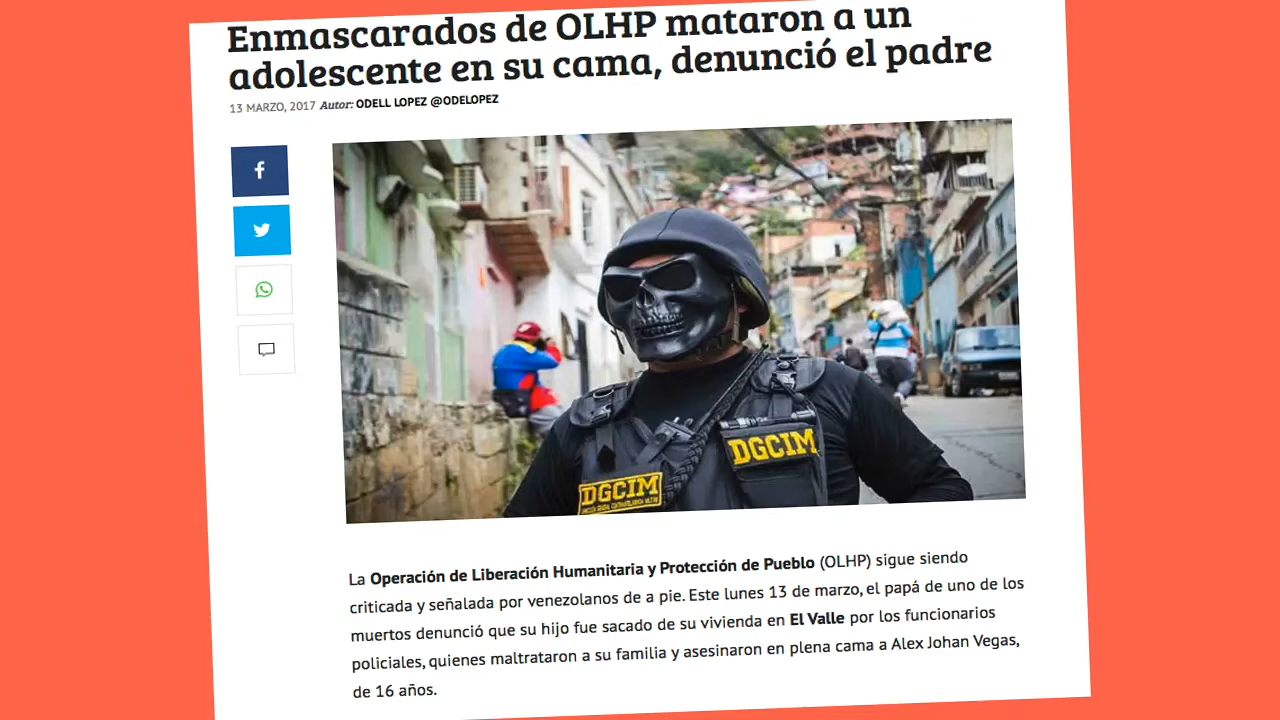 Enmascarados de OLHP mataron a un
adolescente en su cama, denunció el padre
13 MARZO, 2017 Autor: ODELL LOPEZ @ODELOPEZ
DGCIM
DGCIM
La Operación de Liberación Humanitaria y Protección de Pueblo (OLHP) sigue siendo
criticada y señalada por venezolanos de a pie. Este lunes 13 de marzo, el papá de uno de los
muertos denunció que su hijo fue sacado de su vivienda en El Valle por los funcionarios
policiales, quienes maltrataron a su familia y asesinaron en plena cama a Alex Johan Vegas,
de 16 años.